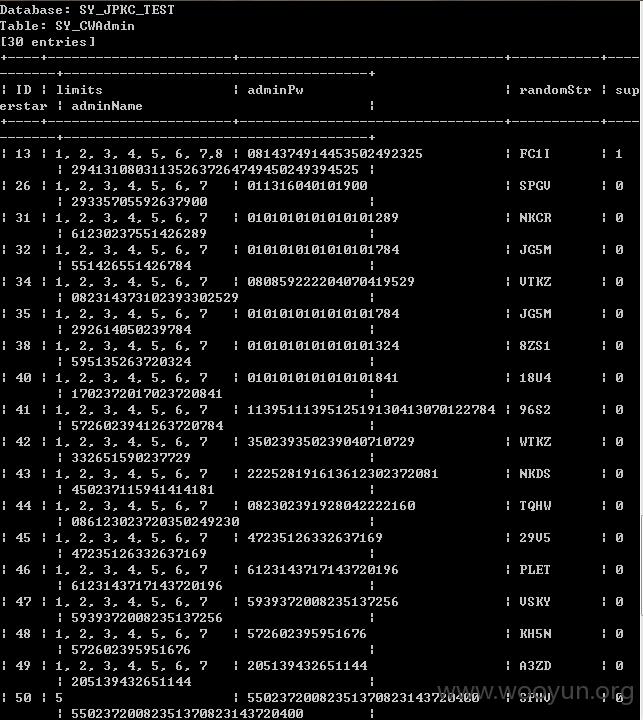 Database: SY_JPKC_TEST
Table: SY_CWAdmin
[30 entries]
+----+---------------------+------------------------------+-----------+----
-------+-----------------------------------+
| ID | limits | adminPw | randomStr | sup
erstar | adminName |
+----+---------------------+------------------------------+-----------+----
-------+-----------------------------------+
| 13 | 1, 2, 3, 4, 5, 6, 7,8 | 0814374914453502492325 | FC1I | 1
| 294131080311352637264749450249394525 |
| 26 | 1, 2, 3, 4, 5, 6, 7 | 011316040101900 | SPGV | 0
| 29335705592637900 |
| 31 | 1, 2, 3, 4, 5, 6, 7 | 0101010101010101289 | NKCR | 0
| 61230237551426289 |
| 32 | 1, 2, 3, 4, 5, 6, 7 | 0101010101010101784 | JG5M | 0
| 551426551426784 |
| 34 | 1, 2, 3, 4, 5, 6, 7 | 080859222204070419529 | VTKZ | 0
| 082314373102393302529 |
| 35 | 1, 2, 3, 4, 5, 6, 7 | 0101010101010101784 | JG5M | 0
| 292614050239784 |
| 38 | 1, 2, 3, 4, 5, 6, 7 | 0101010101010101324 | 8ZS1 | 0
| 595135263720324 |
| 40 | 1, 2, 3, 4, 5, 6, 7 | 0101010101010101841 | 18U4 | 0
| 1702372017023720841 |
| 41 | 1, 2, 3, 4, 5, 6, 7 | 1139511139512519130413070122784 | 96S2 | 0
| 5726023941263720784 |
| 42 | 1, 2, 3, 4, 5, 6, 7 | 350239350239040710729 | WTKZ | 0
| 332651590237729 |
| 43 | 1, 2, 3, 4, 5, 6, 7 | 222528191613612302372081 | NKDS | 0
| 450237115941414181 |
| 44 | 1, 2, 3, 4, 5, 6, 7 | 082302391928042222160 | TQHW | 0
| 086123023720350249230 |
| 45 | 1, 2, 3, 4, 5, 6, 7 | 47235126332637169 | 29V5 | 0
| 47235126332637169 |
| 46 | 1, 2, 3, 4, 5, 6, 7 | 6123143717143720196 | PLET | 0
| 6123143717143720196 |
| 47 | 1, 2, 3, 4, 5, 6, 7 | 5939372008235137256 | VSKY | 0
| 5939372008235137256 |
| 48 | 1, 2, 3, 4, 5, 6, 7 | 572602395951676 | KH5N | 0
| 572602395951676 |
| 49 | 1, 2, 3, 4, 5, 6, 7 | 205139432651144 | A3ZD | 0
| 205139432651144 |
| 50 | 5 | 55023720082351370823143720400 | 0
| 55023720082351370823143720400 |
www.wooyun.org